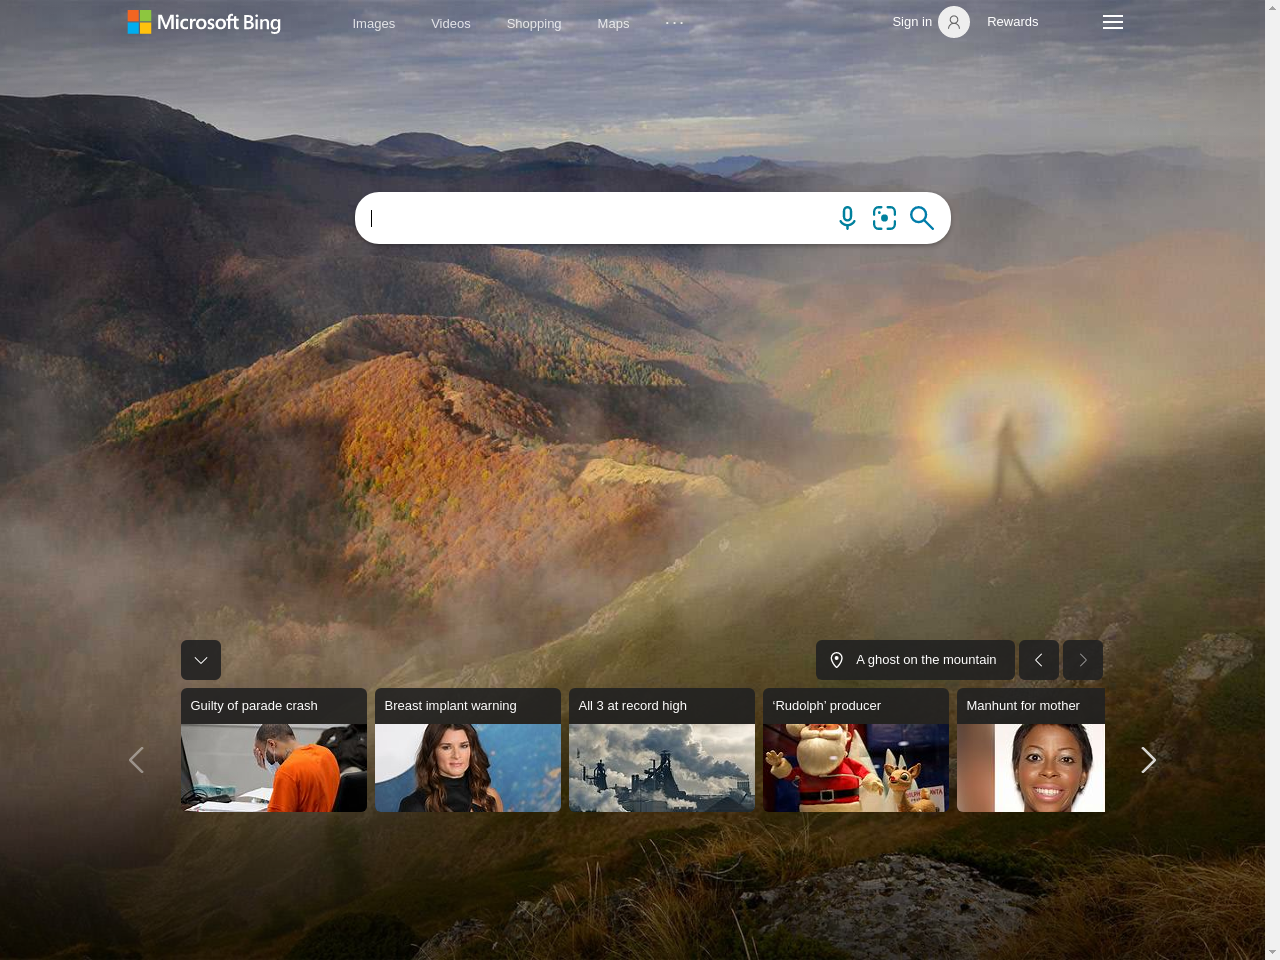 Microsoft Bing
Images
Videos
Shopping
Maps
Sign in
Rewards
A ghost on the mountain
Guilty of parade crash
Breast implant warning
All 3 at record high
‘Rudolph’ producer
Manhunt for mother